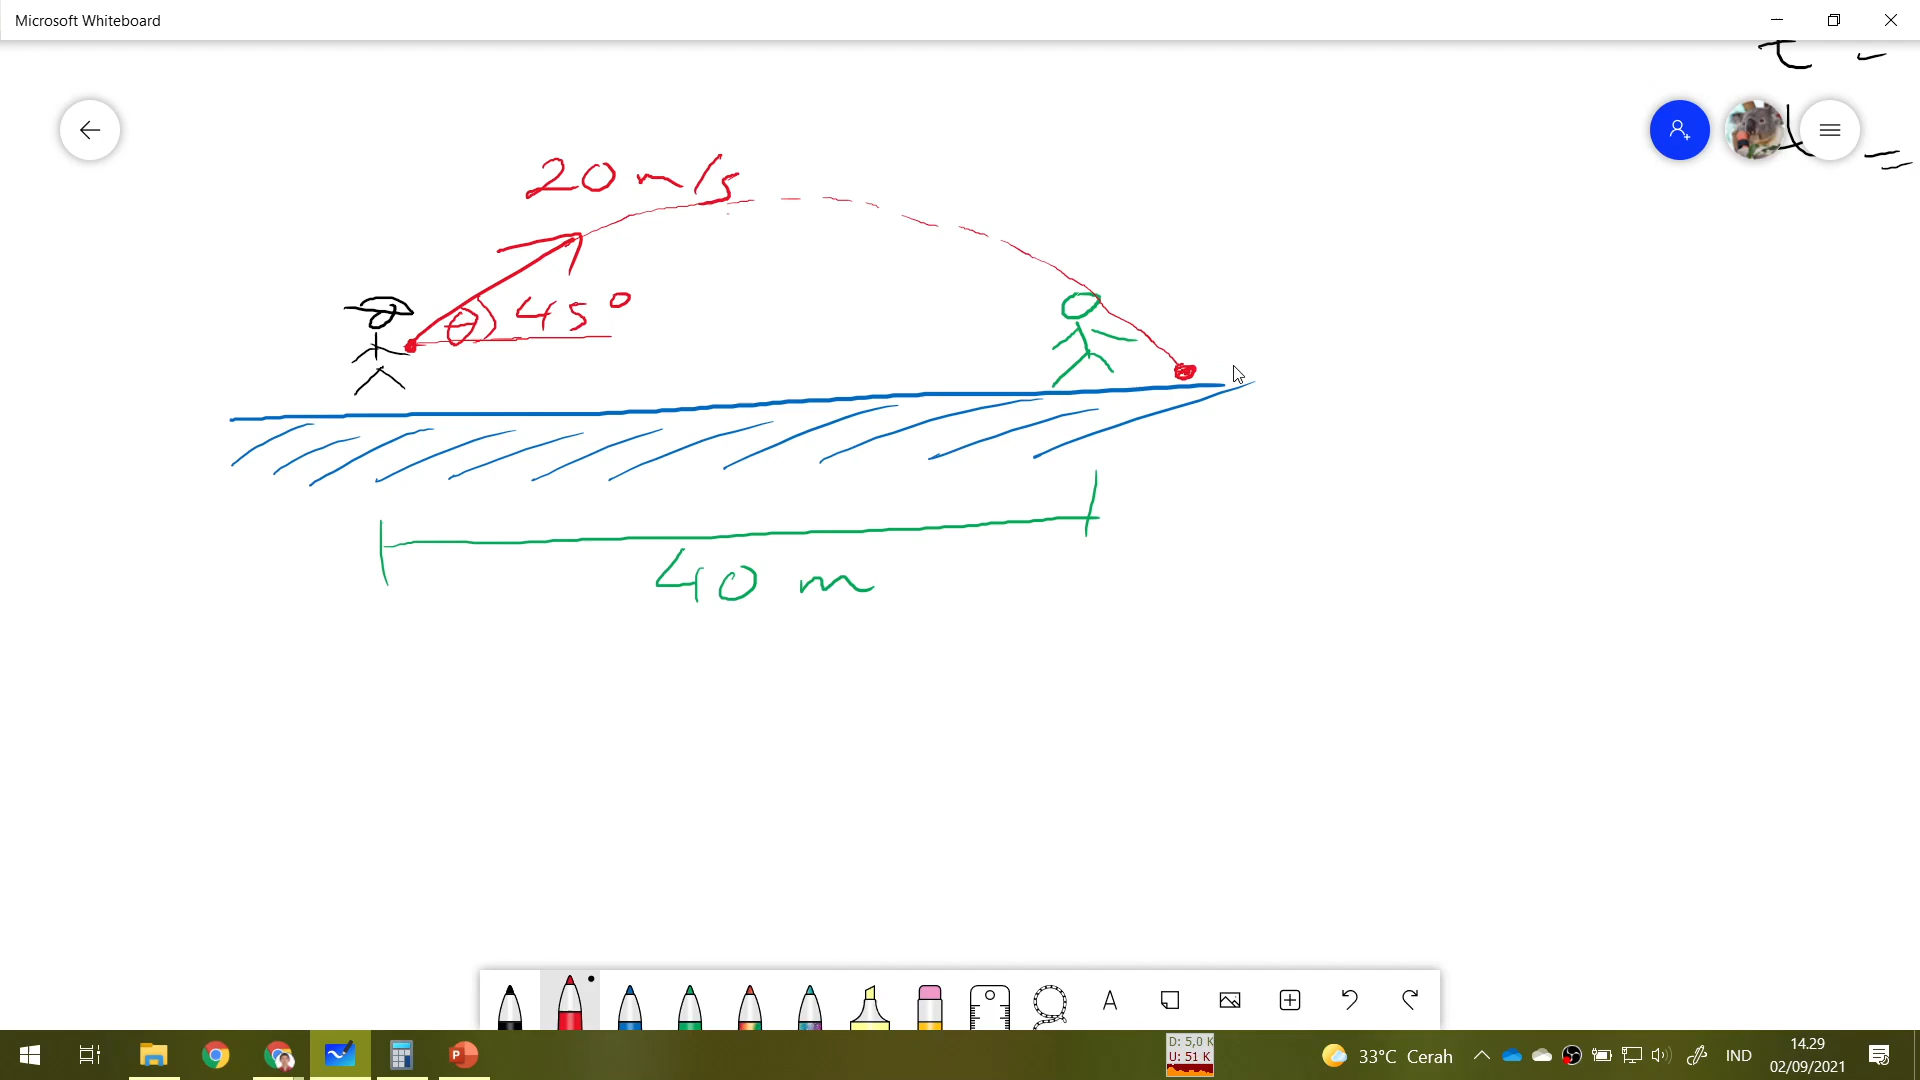 Microsoft Whiteboard
20 m/s
θ 45°
40 m
D: 5,0 K
U: 51 K
33°C Cerah
IND
14.29
02/09/2021